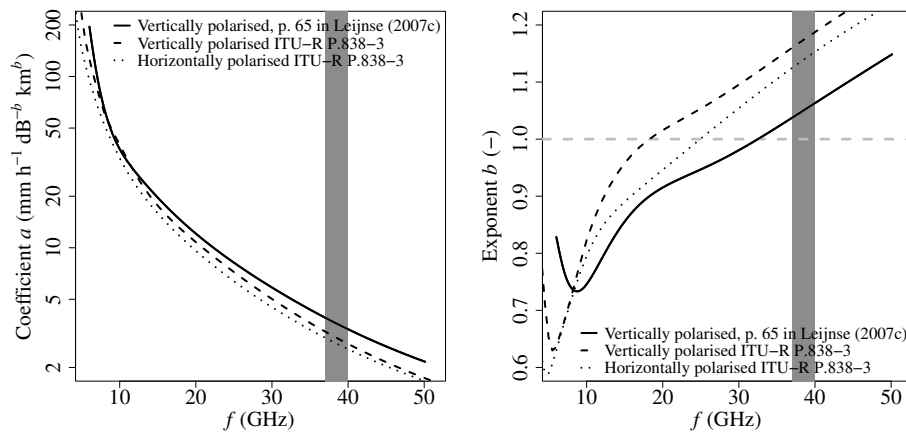 200
100
50
20
10
5
2
Coefficient a (mm h⁻¹ dB⁻ᵇ kmᵇ)
Vertically polarised, p. 65 in Leijnse (2007c)
Vertically polarised ITU−R P.838−3
Horizontally polarised ITU−R P.838−3
10 20 30 40 50
f (GHz)
1.2
1.1
1.0
0.9
0.8
0.7
0.6
Exponent b (−)
Vertically polarised, p. 65 in Leijnse (2007c)
Vertically polarised ITU−R P.838−3
Horizontally polarised ITU−R P.838−3
10 20 30 40 50
f (GHz)